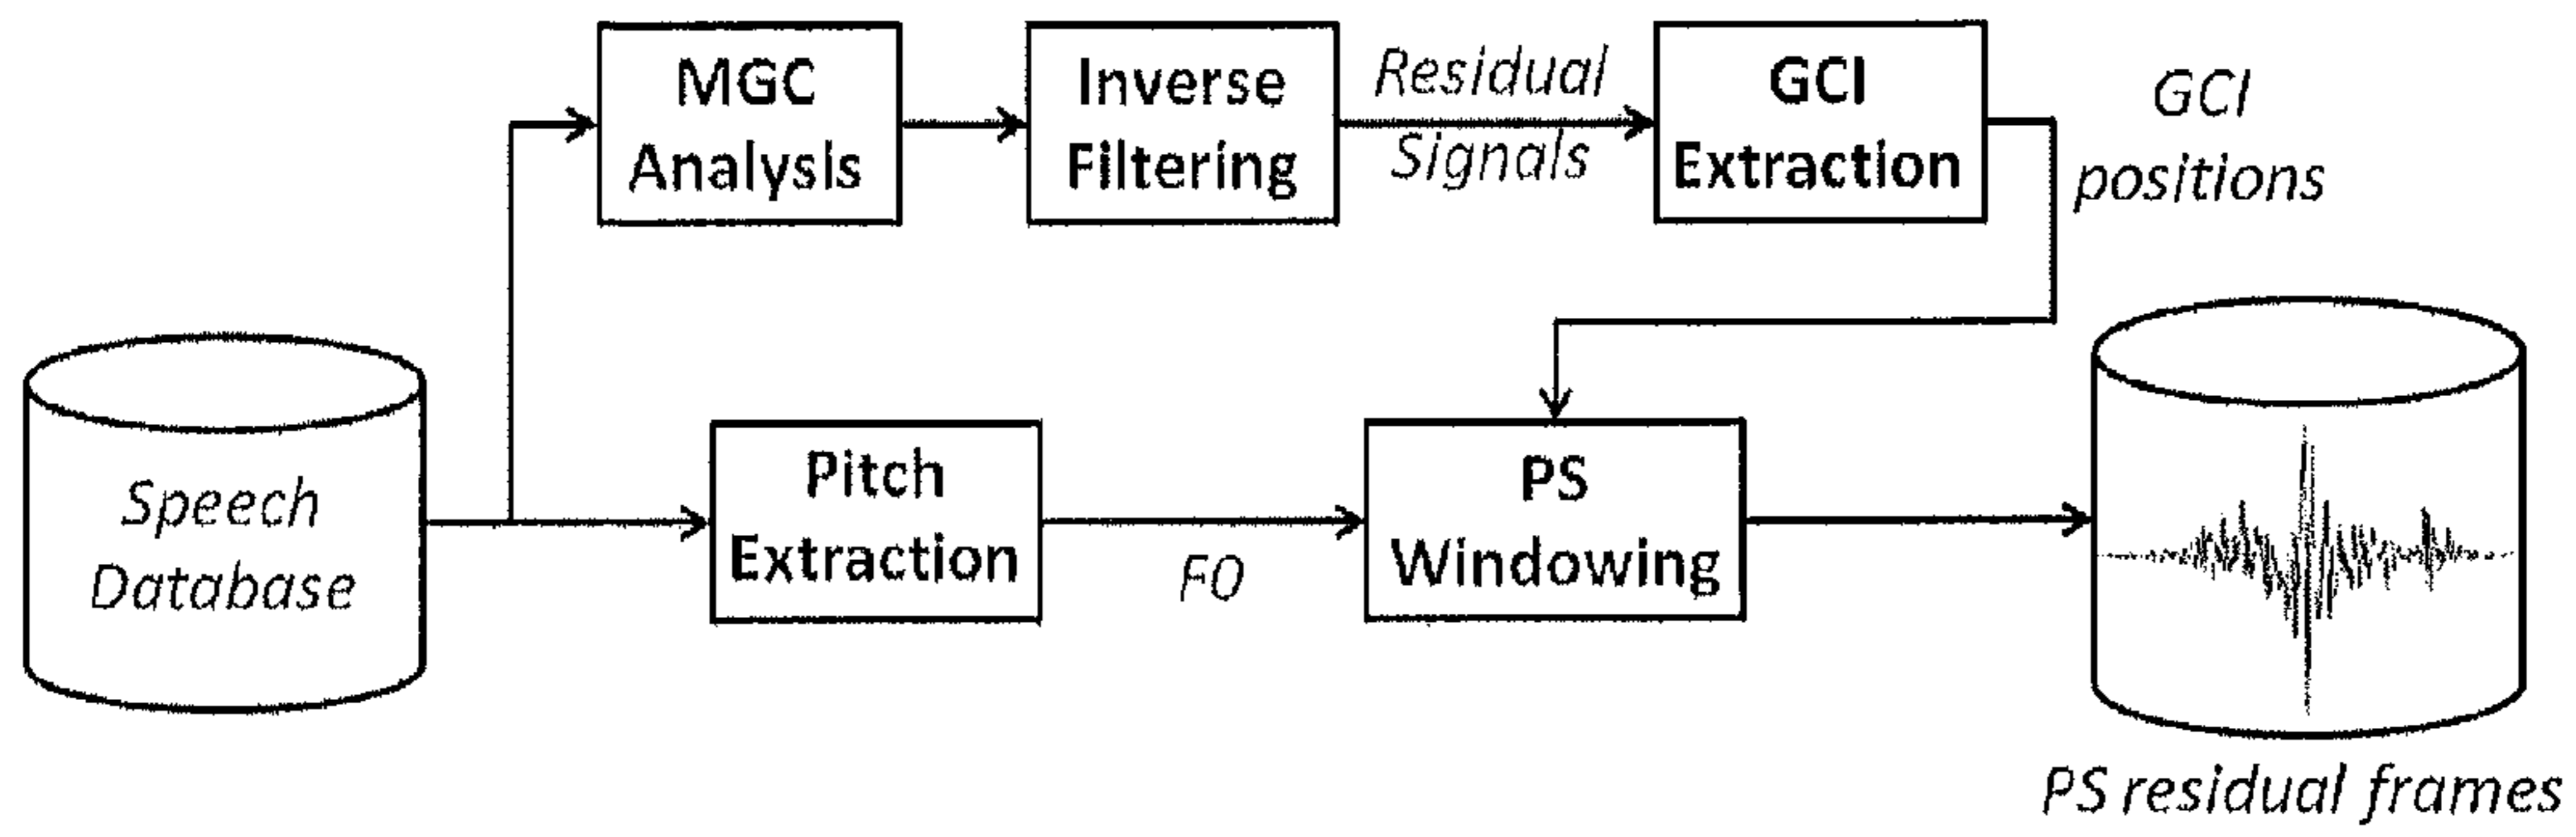 MGC
Analysis
Inverse
Filtering
Residual
Signals
GCI
Extraction
GCI
positions
Speech
Database
Pitch
Extraction
F0
PS
Windowing
PS residual frames